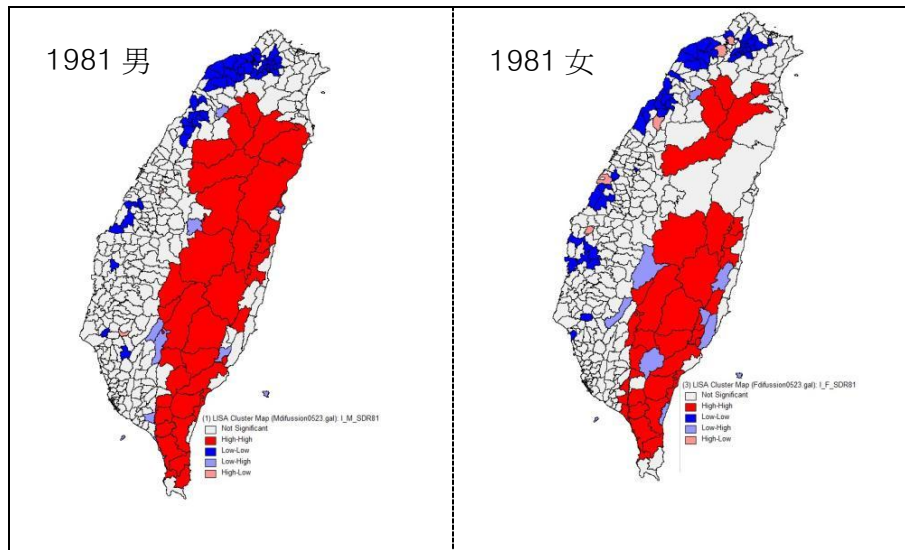 1981 男
(1) LISA Cluster Map (Mdifussion0523.gal): I_M_SDR81
Not Significant
High-High
Low-Low
Low-High
High-Low
1981 女
(3) LISA Cluster Map (Fdifussion0523.gal): I_F_SDR81
Not Significant
High-High
Low-Low
Low-High
High-Low